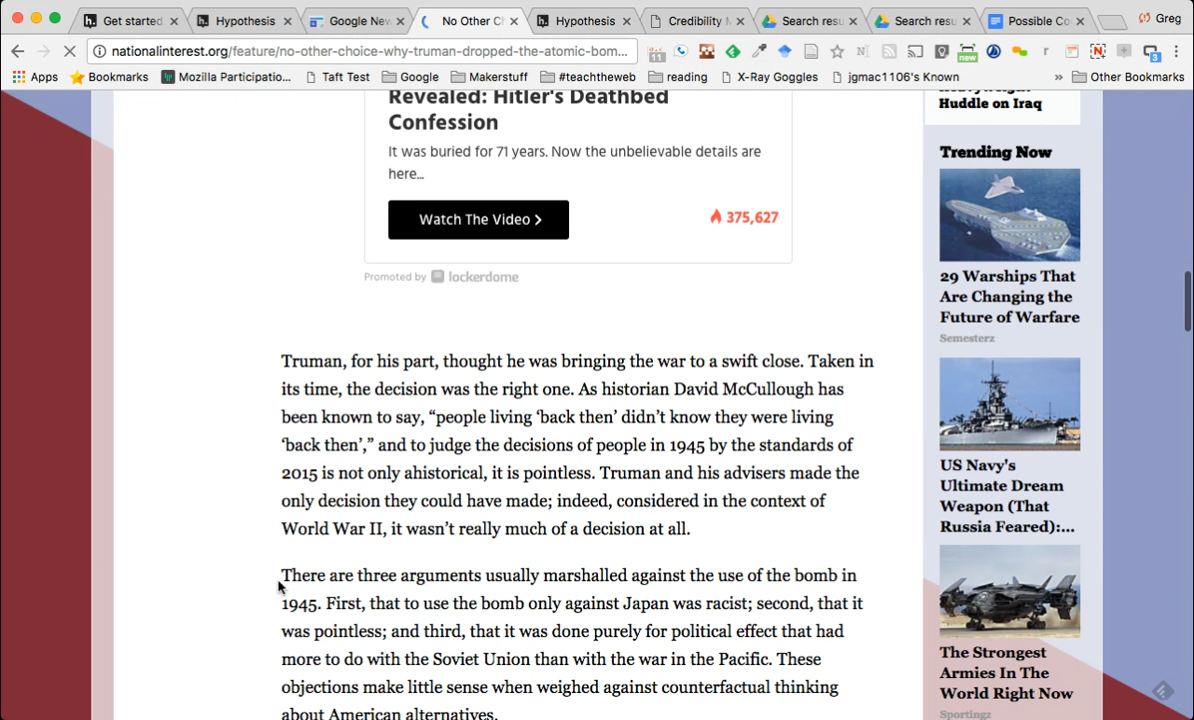 Get started
Hypothesis
Google New
No Other Ch
Hypothesis
Credibility M
Search resu
Search resu
Possible Co
Greg
nationalinterest.org/feature/no-other-choice-why-truman-dropped-the-atomic-bom...
11
new
3
Apps
Bookmarks
Mozilla Participatio...
Taft Test
Google
Makerstuff
#teachtheweb
reading
X-Ray Goggles
jgmac1106's Known
»
Other Bookmarks
Revealed: Hitler's Deathbed
Confession
It was buried for 71 years. Now the unbelievable details are
here...
Watch The Video
375,627
Promoted by lockerdome
Truman, for his part, thought he was bringing the war to a swift close. Taken in
its time, the decision was the right one. As historian David McCullough has
been known to say, “people living ‘back then’ didn’t know they were living
‘back then’,” and to judge the decisions of people in 1945 by the standards of
2015 is not only ahistorical, it is pointless. Truman and his advisers made the
only decision they could have made; indeed, considered in the context of
World War II, it wasn’t really much of a decision at all.
There are three arguments usually marshalled against the use of the bomb in
1945. First, that to use the bomb only against Japan was racist; second, that it
was pointless; and third, that it was done purely for political effect that had
more to do with the Soviet Union than with the war in the Pacific. These
objections make little sense when weighed against counterfactual thinking
about American alternatives.
Heavyweight
Huddle on Iraq
Trending Now
29 Warships That
Are Changing the
Future of Warfare
Semesterz
US Navy's
Ultimate Dream
Weapon (That
Russia Feared):...
The Strongest
Armies In The
World Right Now
Sportingz